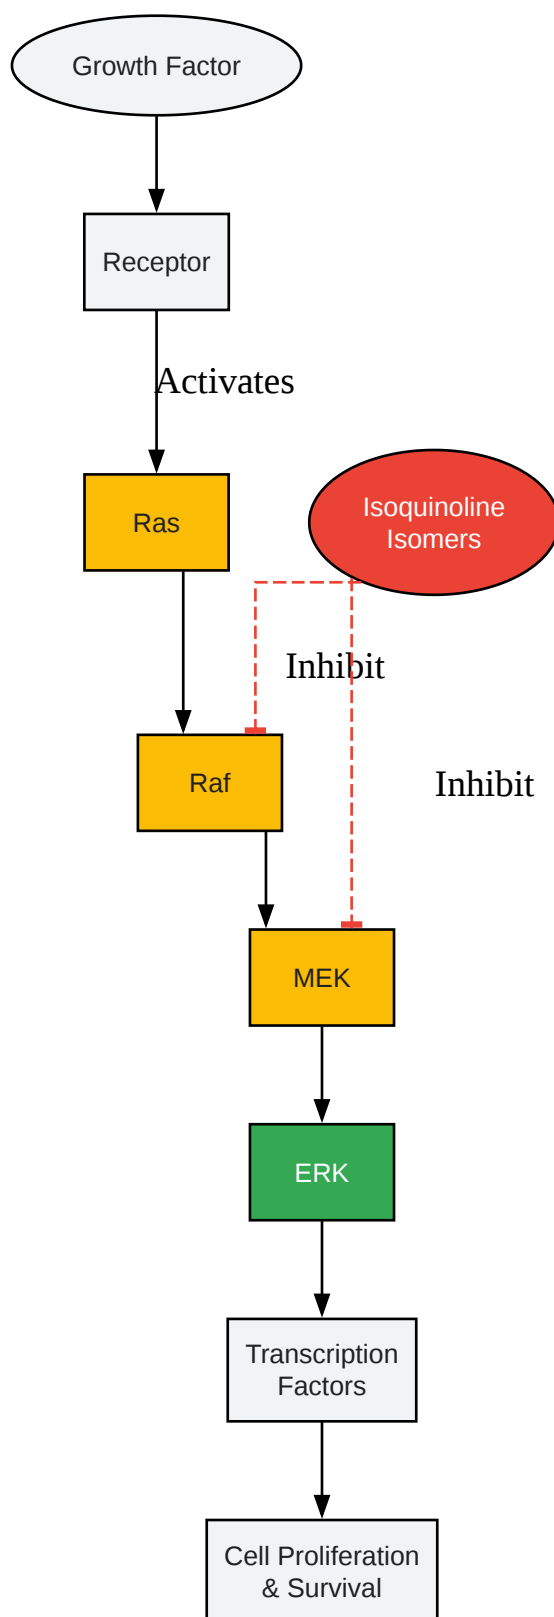 Growth Factor
Receptor
Activates
Ras
Isoquinoline
Isomers
Inhibit
Raf
Inhibit
MEK
ERK
Transcription
Factors
Cell Proliferation
& Survival